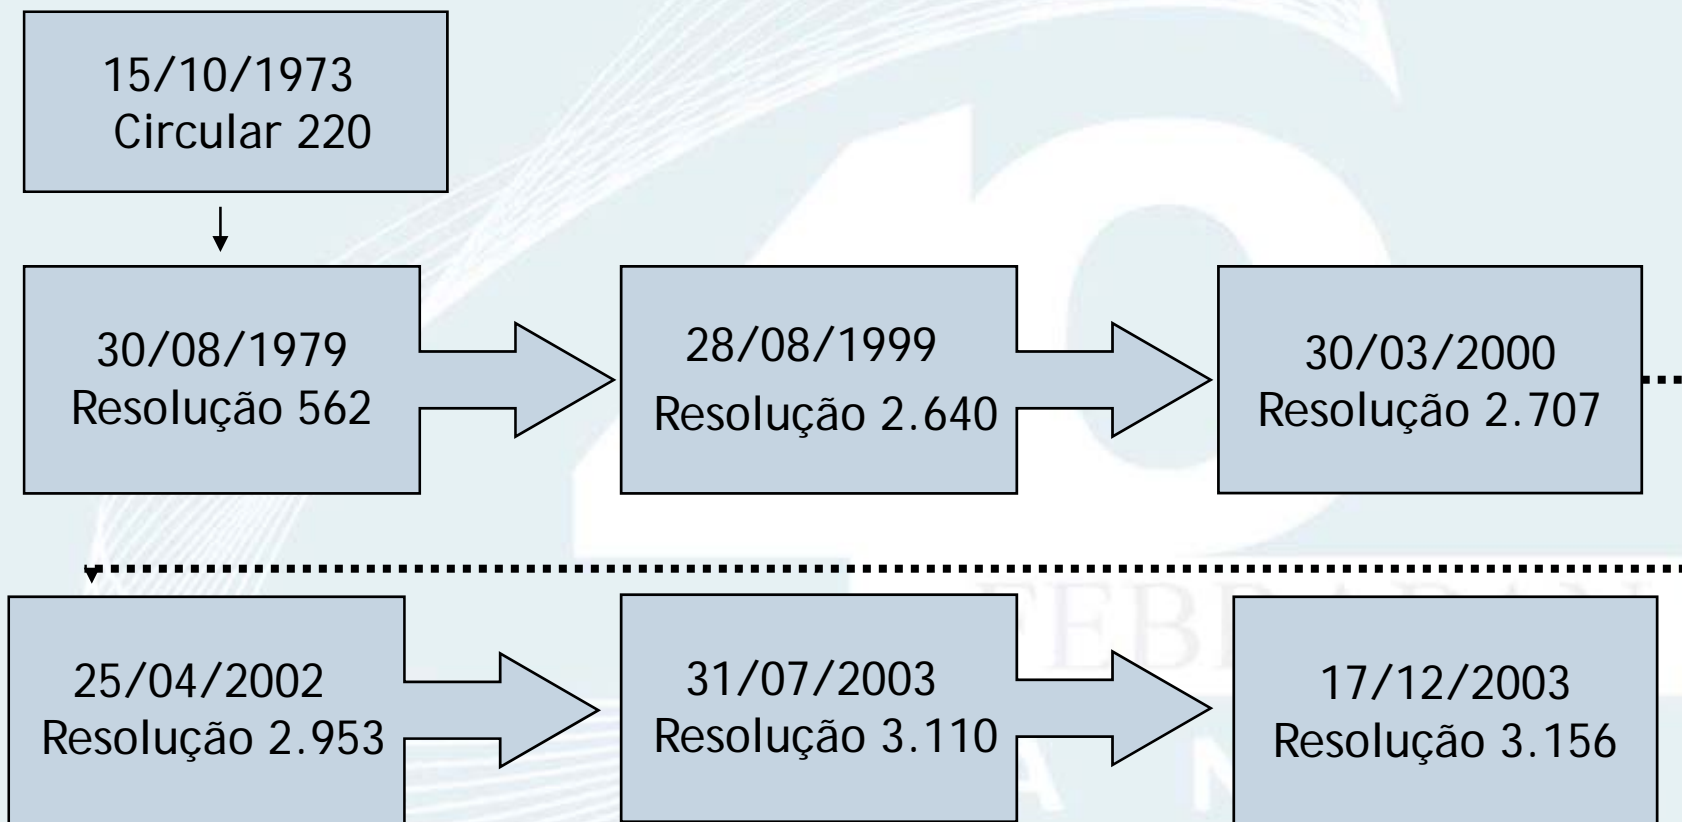 15/10/1973
Circular 220
30/08/1979
Resolução 562
28/08/1999
Resolução 2.640
30/03/2000
Resolução 2.707
25/04/2002
Resolução 2.953
31/07/2003
Resolução 3.110
17/12/2003
Resolução 3.156